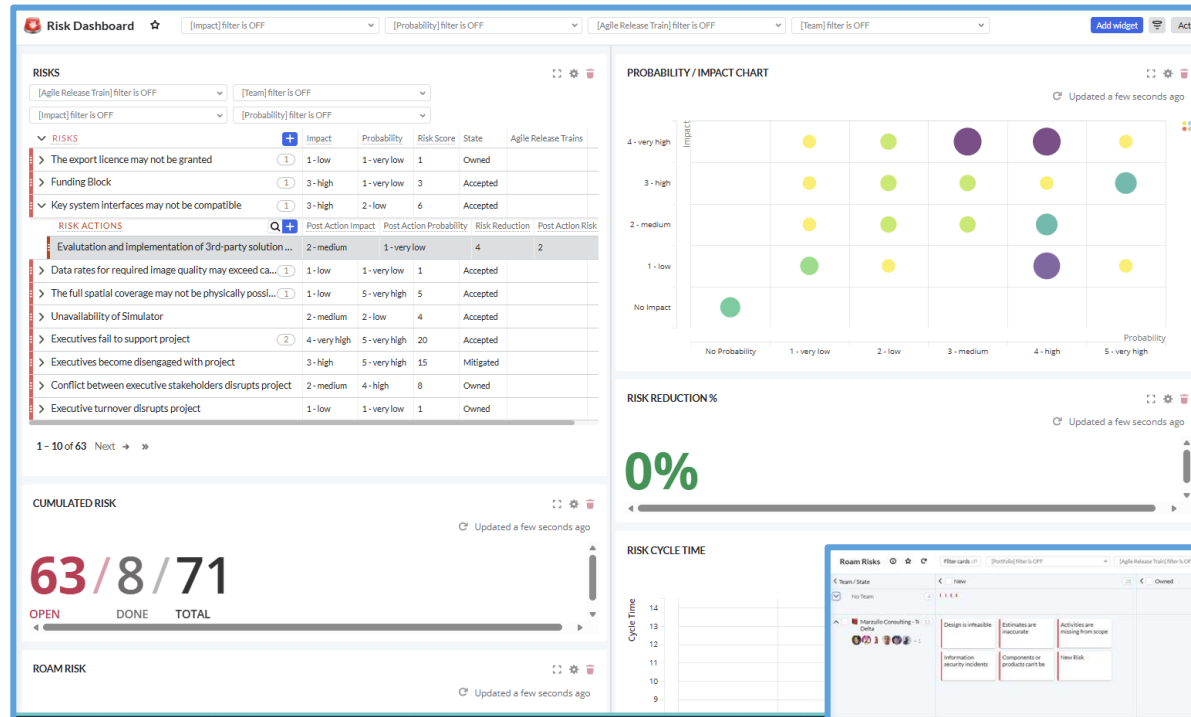 Risk Dashboard [Impact] filter is OFF [Probability] filter is OFF [Agile Release Train] filter is OFF [Team] filter is OFF Add widget Act
RISKS
[Agile Release Train] filter is OFF [Team] filter is OFF
[Impact] filter is OFF [Probability] filter is OFF
RISKS Impact Probability Risk Score State Agile Release Trains
The export licence may not be granted 1 1 - low 1 - very low 1 Owned
Funding Block 1 3 - high 1 - very low 3 Accepted
Key system interfaces may not be compatible 1 3 - high 2 - low 6 Accepted
RISK ACTIONS Post Action Impact Post Action Probability Risk Reduction Post Action Risk
Evalutation and implementation of 3rd-party solution ... 2 - medium 1 - very low 4 2
Data rates for required image quality may exceed ca... 1 1 - low 1 - very low 1 Accepted
The full spatial coverage may not be physically possi... 1 1 - low 5 - very high 5 Accepted
Unavailability of Simulator 2 - medium 2 - low 4 Accepted
Executives fail to support project 2 4 - very high 5 - very high 20 Accepted
Executives become disengaged with project 3 - high 5 - very high 15 Mitigated
Conflict between executive stakeholders disrupts project 2 - medium 4 - high 8 Owned
Executive turnover disrupts project 1 - low 1 - very low 1 Owned
1 – 10 of 63 Next
CUMULATED RISK
Updated a few seconds ago
63 / 8 / 71
OPEN DONE TOTAL
ROAM RISK
Updated a few seconds ago
PROBABILITY / IMPACT CHART
Updated a few seconds ago
Impact
4 - very high
3 - high
2 - medium
1 - low
No Impact
Probability
No Probability 1 - very low 2 - low 3 - medium 4 - high 5 - very high
RISK REDUCTION %
Updated a few seconds ago
0%
RISK CYCLE TIME
Cycle Time
14
13
12
11
10
9
Roam Risks Filter cards [Portfolio] filter is OFF [Agile Release Train] filter is OFF
Team / State New Owned
No Team
Marzullo Consulting - Ti
Delta
Design is infeasible Estimates are Activities are
inaccurate missing from scope
Information Components or New Risk
security incidents products can't be